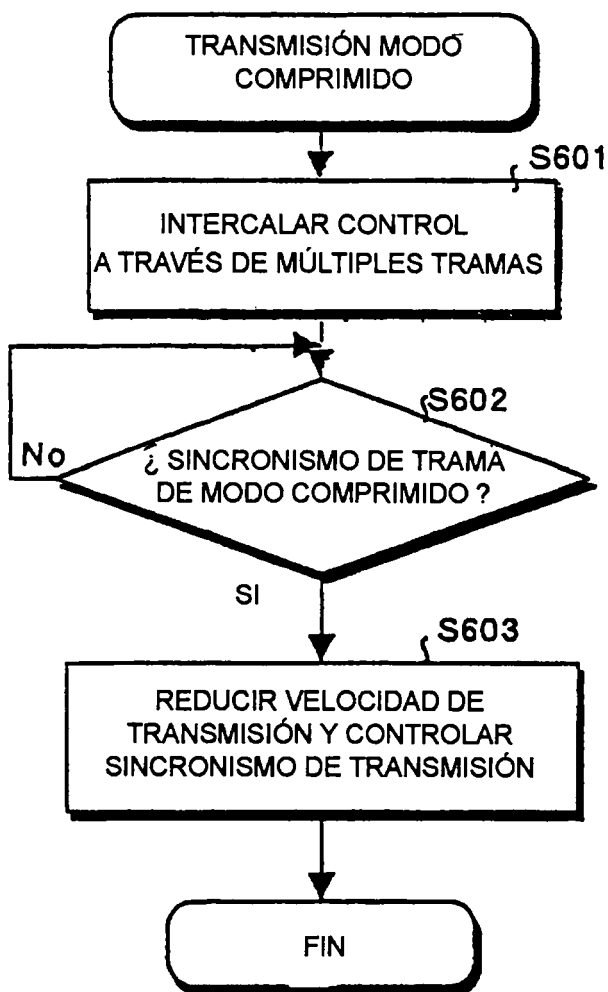 TRANSMISIÓN MODO
COMPRIMIDO
S601
INTERCALAR CONTROL
A TRAVÉS DE MÚLTIPLES TRAMAS
S602
No
¿ SINCRONISMO DE TRAMA
DE MODO COMPRIMIDO ?
SI
S603
REDUCIR VELOCIDAD DE
TRANSMISIÓN Y CONTROLAR
SINCRONISMO DE TRANSMISIÓN
FIN